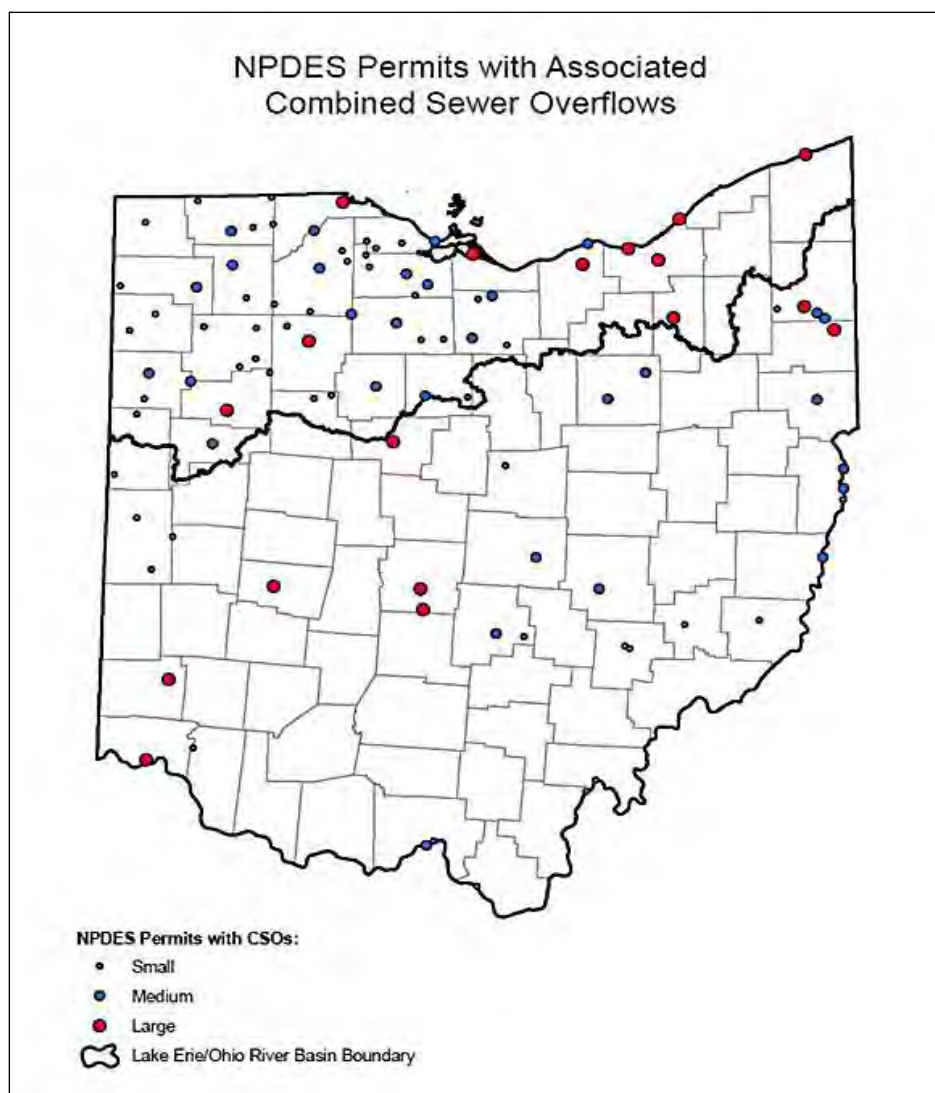 NPDES Permits with Associated
Combined Sewer Overflows
NPDES Permits with CSOs:
Small
Medium
Large
Lake Erie/Ohio River Basin Boundary